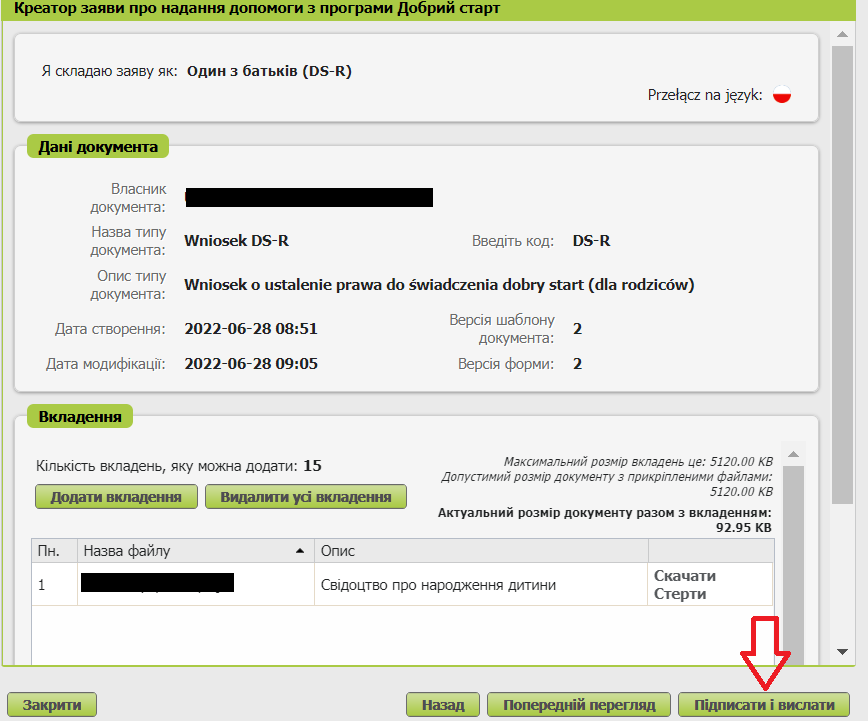 Креатор заяви про надання допомоги з програми Добрий старт
Я складаю заяву як: Один з батьків (DS-R)
Przełącz na język:
Дані документа
Власник
документа:
Назва типу
документа:
Wniosek DS-R
Введіть код: DS-R
Опис типу
документа:
Wniosek o ustalenie prawa do świadczenia dobry start (dla rodziców)
Дата створення: 2022-06-28 08:51
Версія шаблону
документа:
2
Дата модифікації: 2022-06-28 09:05
Версія форми: 2
Вкладення
Кількість вкладень, яку можна додати: 15
Максимальний розмір вкладень це: 5120.00 KB
Допустимий розмір документу з прикріпленими файлами:
5120.00 KB
Додати вкладення
Видалити усі вкладення
Актуальний розмір документу разом з вкладенням:
92.95 KB
Пн. Назва файлу Опис
1 Свідоцтво про народження дитини
Скачати
Стерти
Закрити Назад Попередній перегляд Підписати і вислати